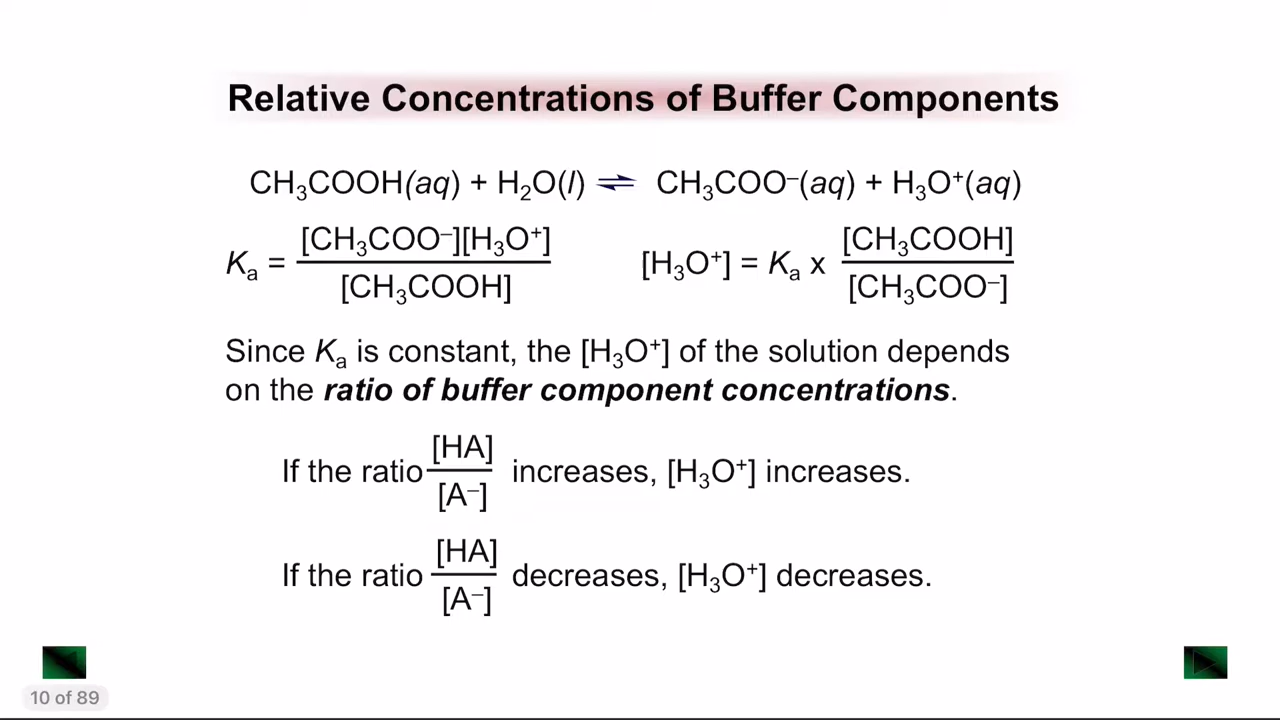 Relative Concentrations of Buffer Components
CH₃COOH(aq) + H₂O(l) ⇌ CH₃COO⁻(aq) + H₃O⁺(aq)
Kₐ = [CH₃COO⁻][H₃O⁺] / [CH₃COOH]
[H₃O⁺] = Kₐ x [CH₃COOH] / [CH₃COO⁻]
Since Kₐ is constant, the [H₃O⁺] of the solution depends
on the ratio of buffer component concentrations.
If the ratio [HA] / [A⁻] increases, [H₃O⁺] increases.
If the ratio [HA] / [A⁻] decreases, [H₃O⁺] decreases.
10 of 89